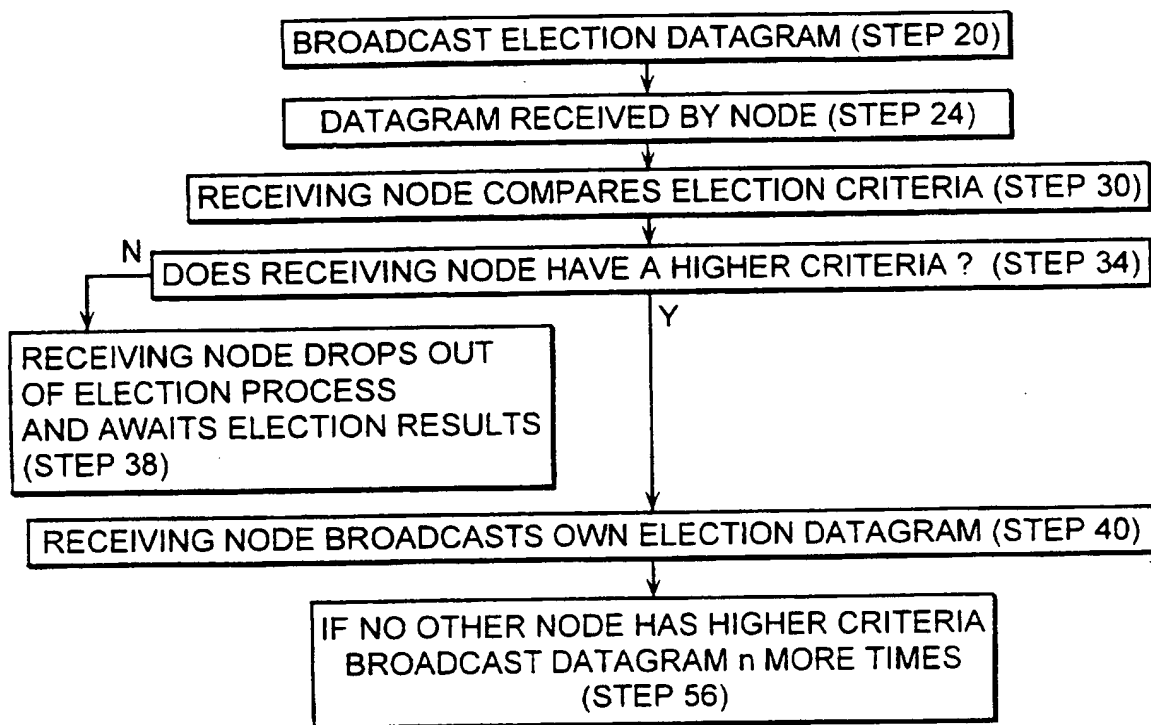 BROADCAST ELECTION DATAGRAM (STEP 20)
DATAGRAM RECEIVED BY NODE (STEP 24)
RECEIVING NODE COMPARES ELECTION CRITERIA (STEP 30)
N
DOES RECEIVING NODE HAVE A HIGHER CRITERIA ? (STEP 34)
Y
RECEIVING NODE DROPS OUT
OF ELECTION PROCESS
AND AWAITS ELECTION RESULTS
(STEP 38)
RECEIVING NODE BROADCASTS OWN ELECTION DATAGRAM (STEP 40)
IF NO OTHER NODE HAS HIGHER CRITERIA
BROADCAST DATAGRAM n MORE TIMES
(STEP 56)